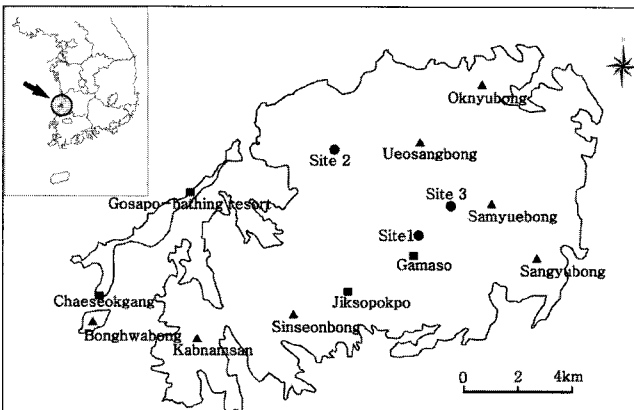 Oknyubong
Ueosangbong
Site 2
Gosapo-bathing resort
Site 3
Samyuebong
Site1
Gamaso
Sangyubong
Chaeseokgang
Jiksopokpo
Bonghwabong
Sinseonbong
Kabnamsan
0 2 4km